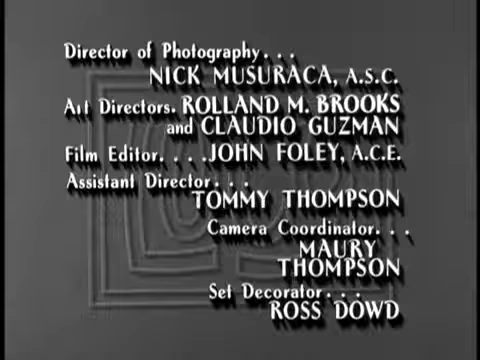 Director of Photography...
NICK MUSURACA, A.S.C.
Art Directors. ROLLAND M. BROOKS
and CLAUDIO GUZMAN
Film Editor....JOHN FOLEY, A.C.E.
Assistant Director...
TOMMY THOMPSON
Camera Coordinator...
MAURY
THOMPSON
Set Decorator...
ROSS DOWD